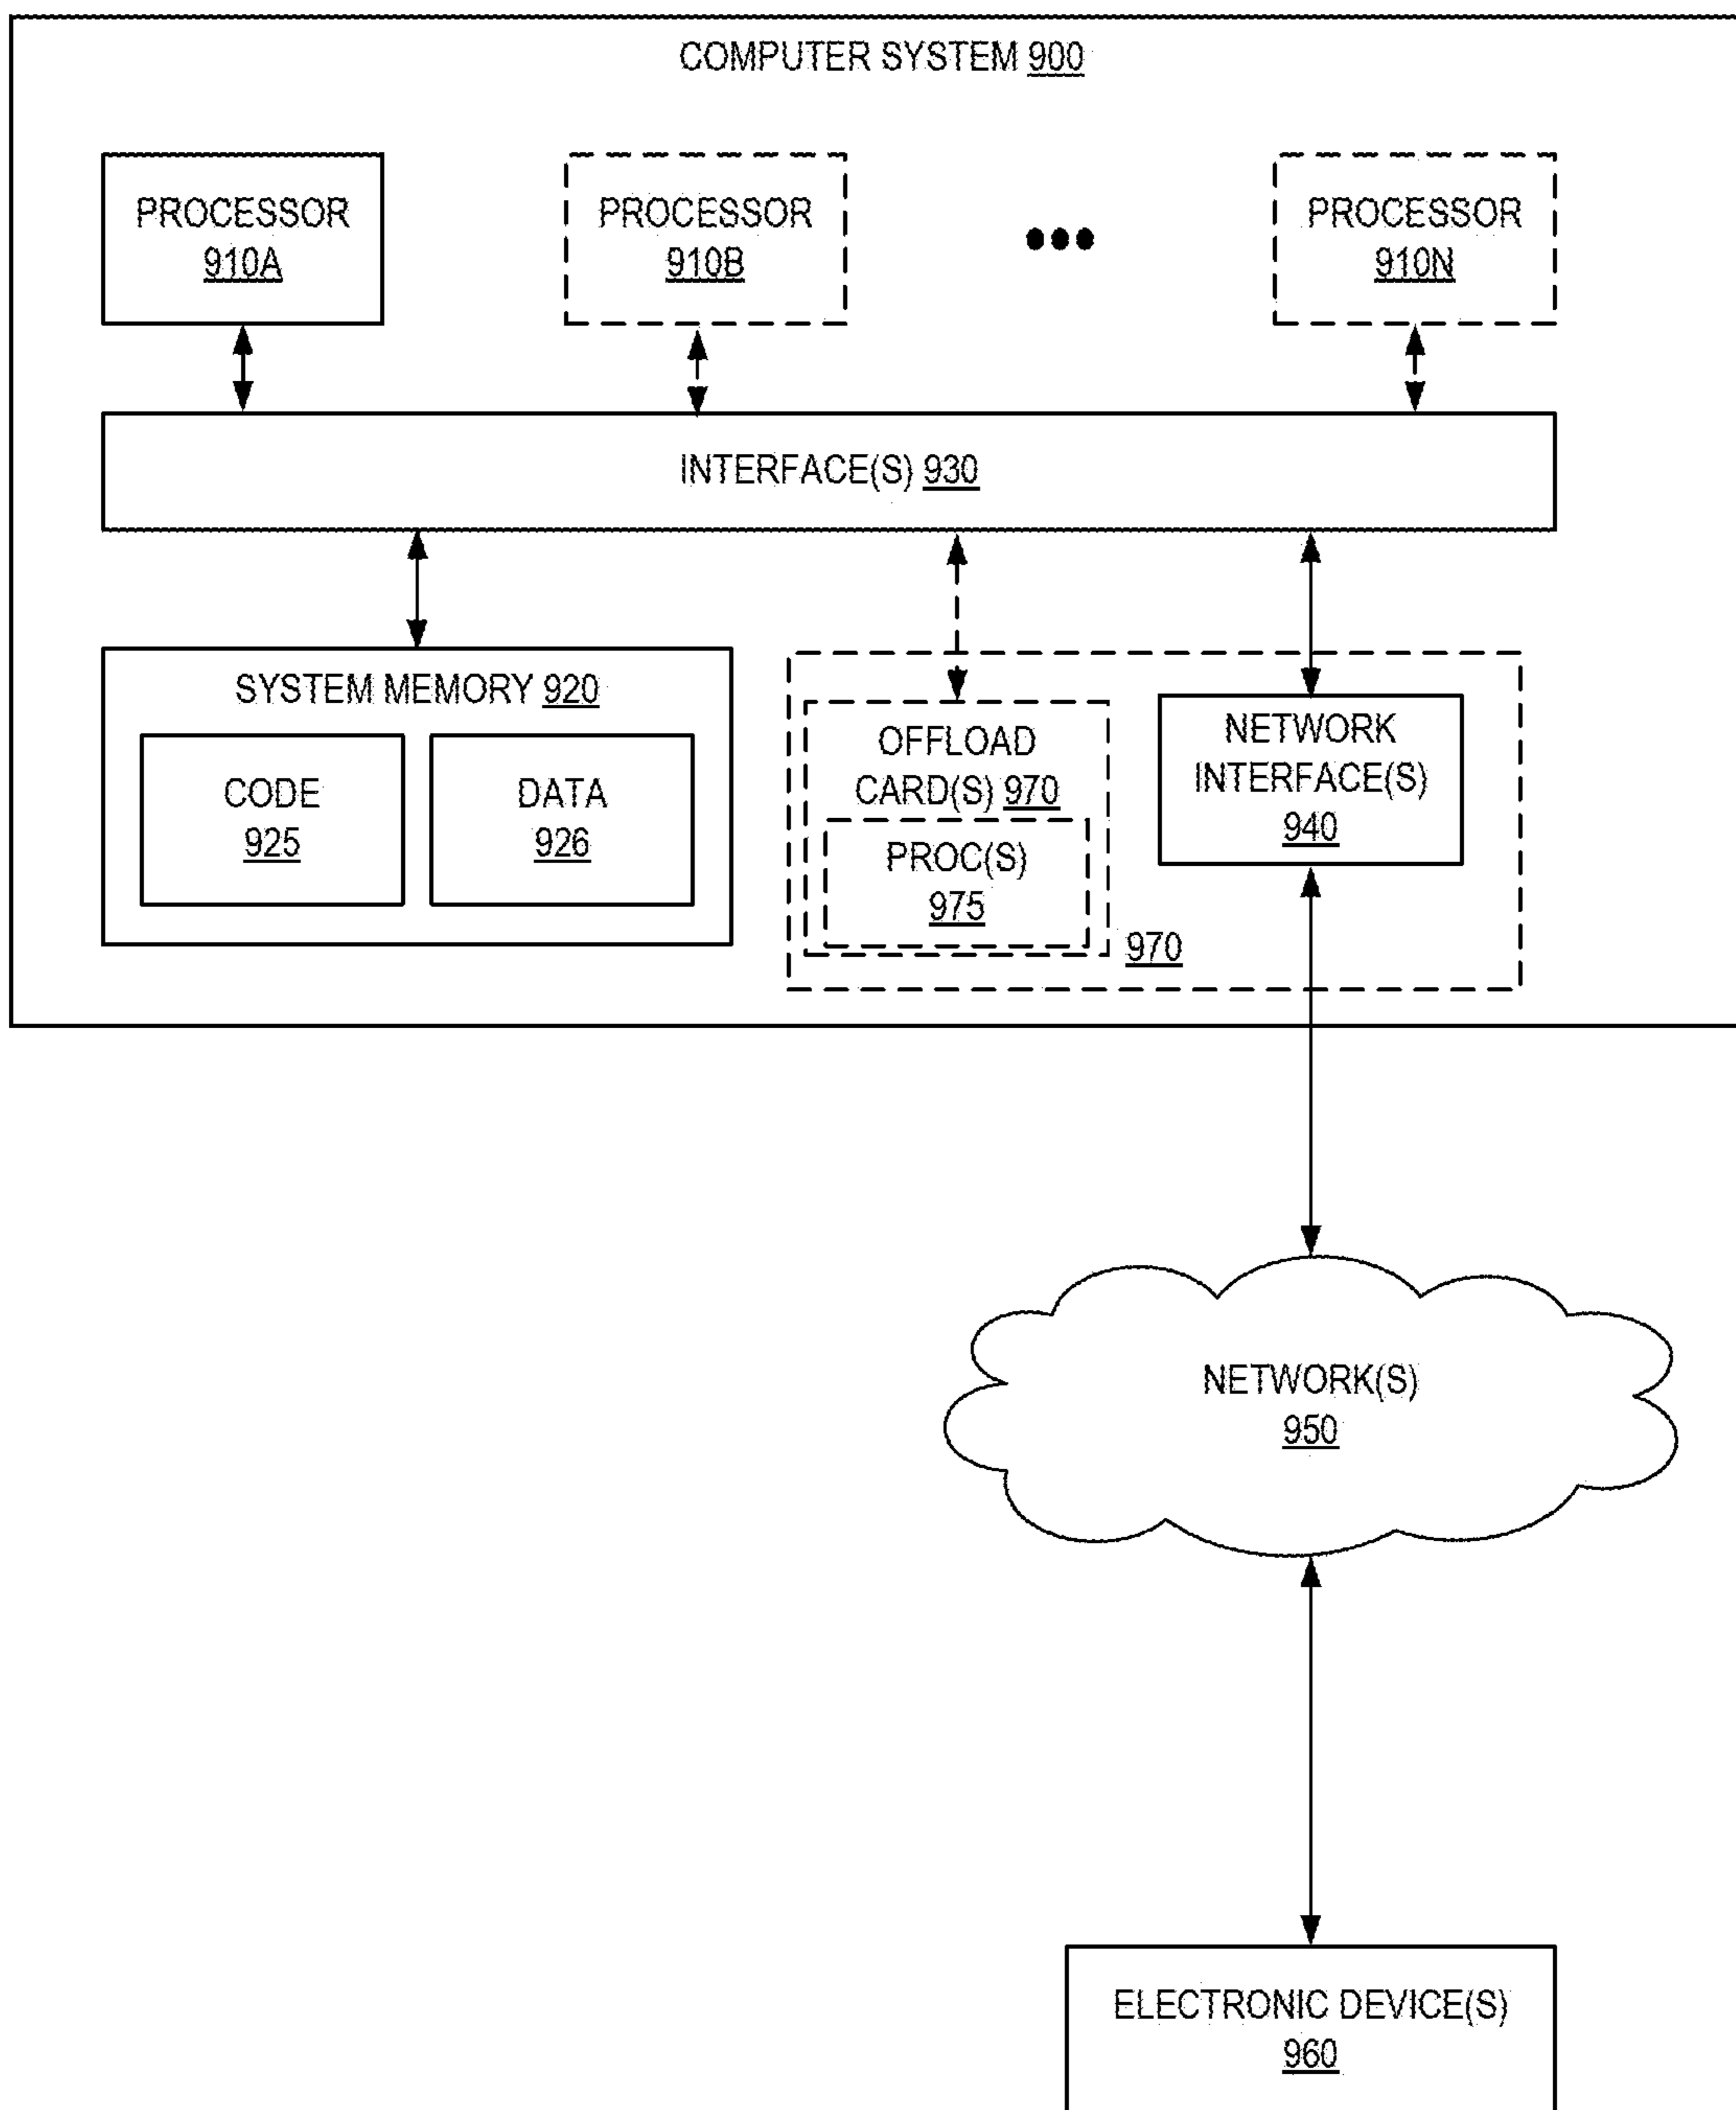 COMPUTER SYSTEM 900
PROCESSOR
910A
PROCESSOR
910B
PROCESSOR
910N
INTERFACE(S) 930
SYSTEM MEMORY 920
CODE
925
DATA
926
OFFLOAD
CARD(S) 970
PROC(S)
975
970
NETWORK
INTERFACE(S)
940
NETWORK(S)
950
ELECTRONIC DEVICE(S)
960